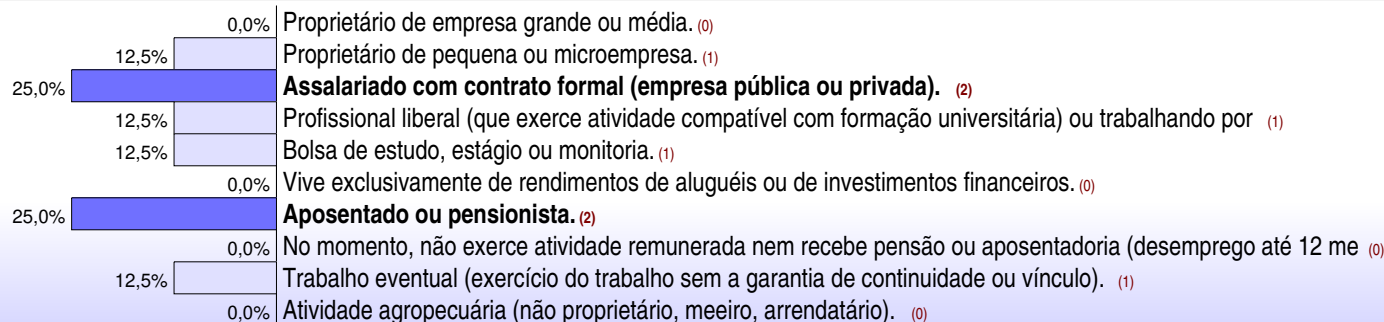 0,0% Proprietário de empresa grande ou média. (0)
12,5% Proprietário de pequena ou microempresa. (1)
25,0% Assalariado com contrato formal (empresa pública ou privada). (2)
12,5% Profissional liberal (que exerce atividade compatível com formação universitária) ou trabalhando por (1)
12,5% Bolsa de estudo, estágio ou monitoria. (1)
0,0% Vive exclusivamente de rendimentos de aluguéis ou de investimentos financeiros. (0)
25,0% Aposentado ou pensionista. (2)
0,0% No momento, não exerce atividade remunerada nem recebe pensão ou aposentadoria (desemprego até 12 me (0)
12,5% Trabalho eventual (exercício do trabalho sem a garantia de continuidade ou vínculo). (1)
0,0% Atividade agropecuária (não proprietário, meeiro, arrendatário). (0)